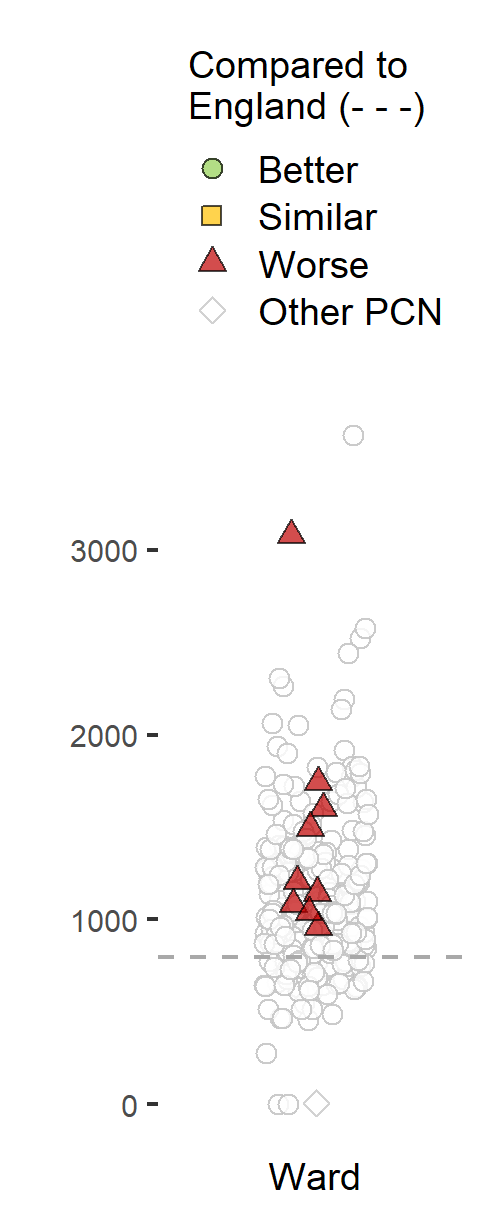 Compared to
England (- - -)
Better
Similar
Worse
Other PCN
3000
2000
1000
0
Ward